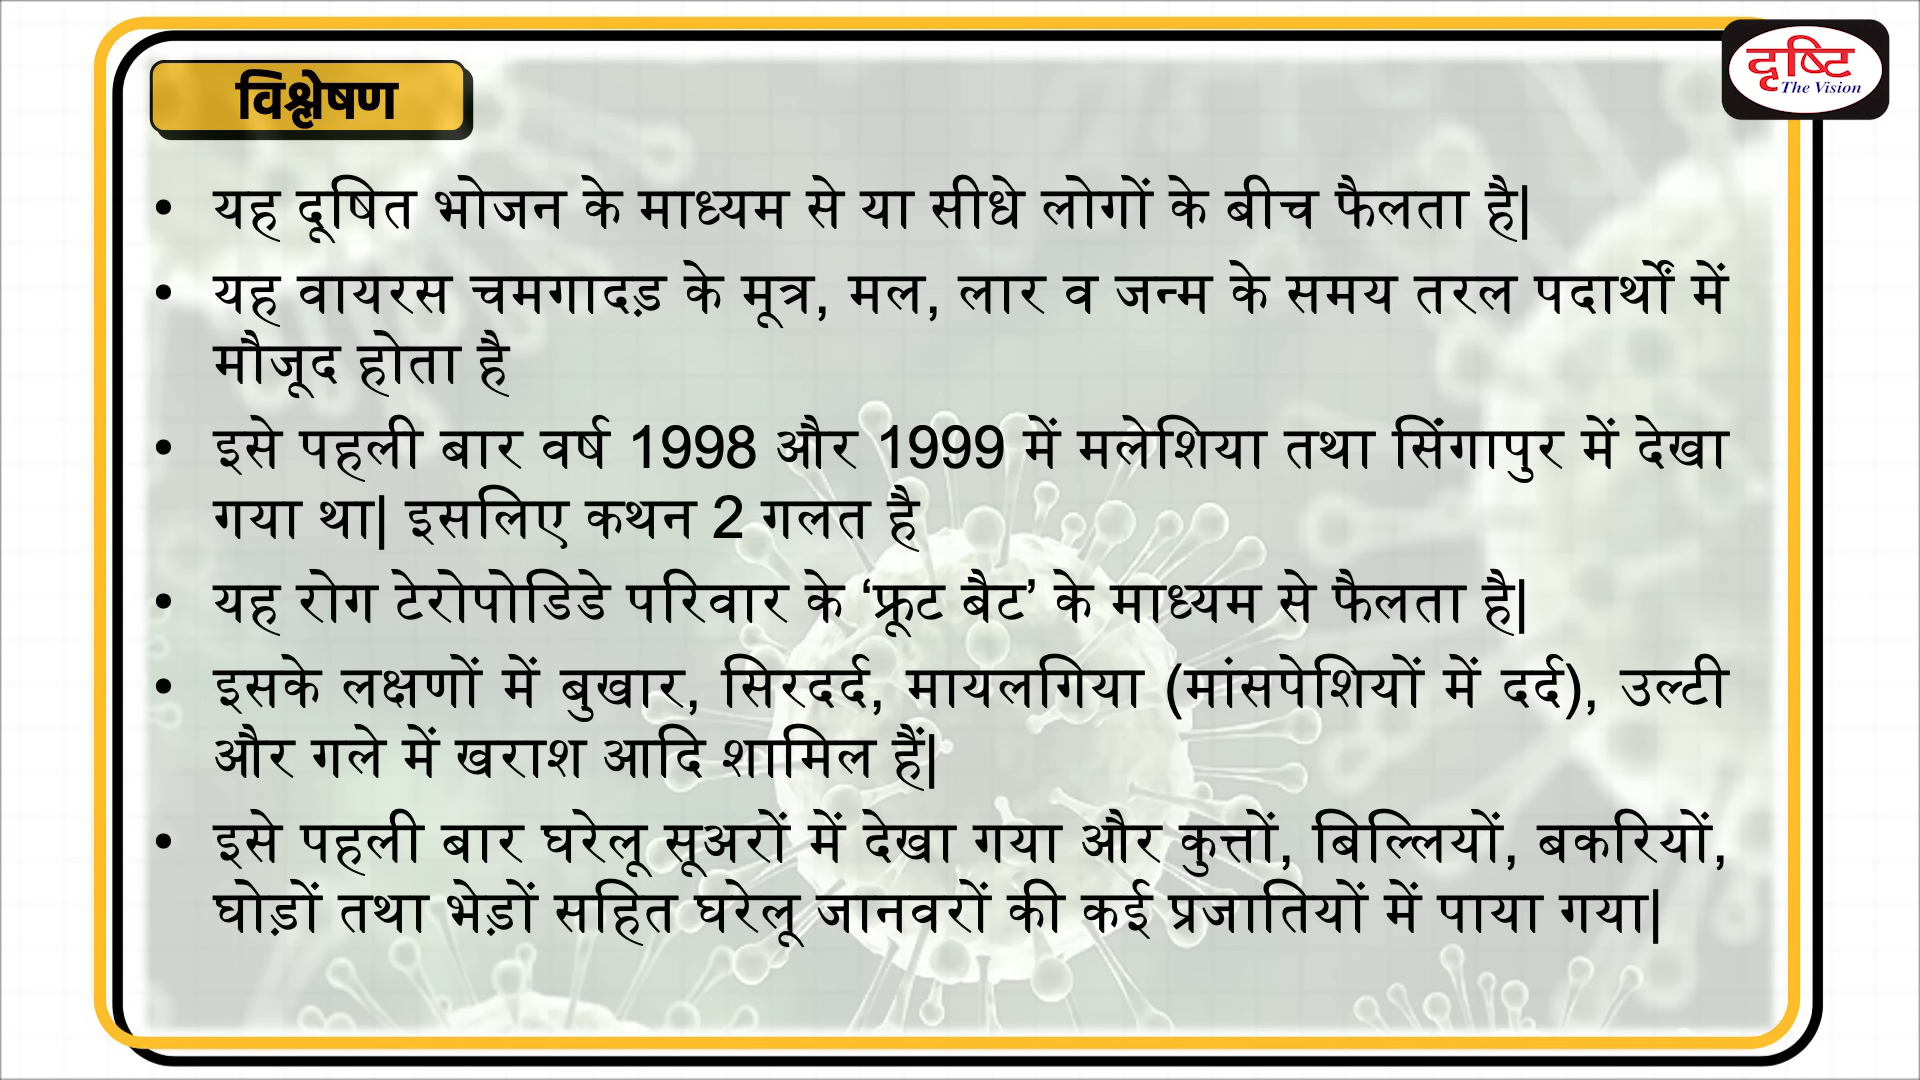 विश्लेषण
दृष्टि
The Vision
• यह दूषित भोजन के माध्यम से या सीधे लोगों के बीच फैलता है|
• यह वायरस चमगादड़ के मूत्र, मल, लार व जन्म के समय तरल पदार्थों में
मौजूद होता है
• इसे पहली बार वर्ष 1998 और 1999 में मलेशिया तथा सिंगापुर में देखा
गया था| इसलिए कथन 2 गलत है
• यह रोग टेरोपोडिडे परिवार के ‘फ्रूट बैट’ के माध्यम से फैलता है|
• इसके लक्षणों में बुखार, सिरदर्द, मायलगिया (मांसपेशियों में दर्द), उल्टी
और गले में खराश आदि शामिल हैं|
• इसे पहली बार घरेलू सूअरों में देखा गया और कुत्तों, बिल्लियों, बकरियों,
घोड़ों तथा भेड़ों सहित घरेलू जानवरों की कई प्रजातियों में पाया गया|